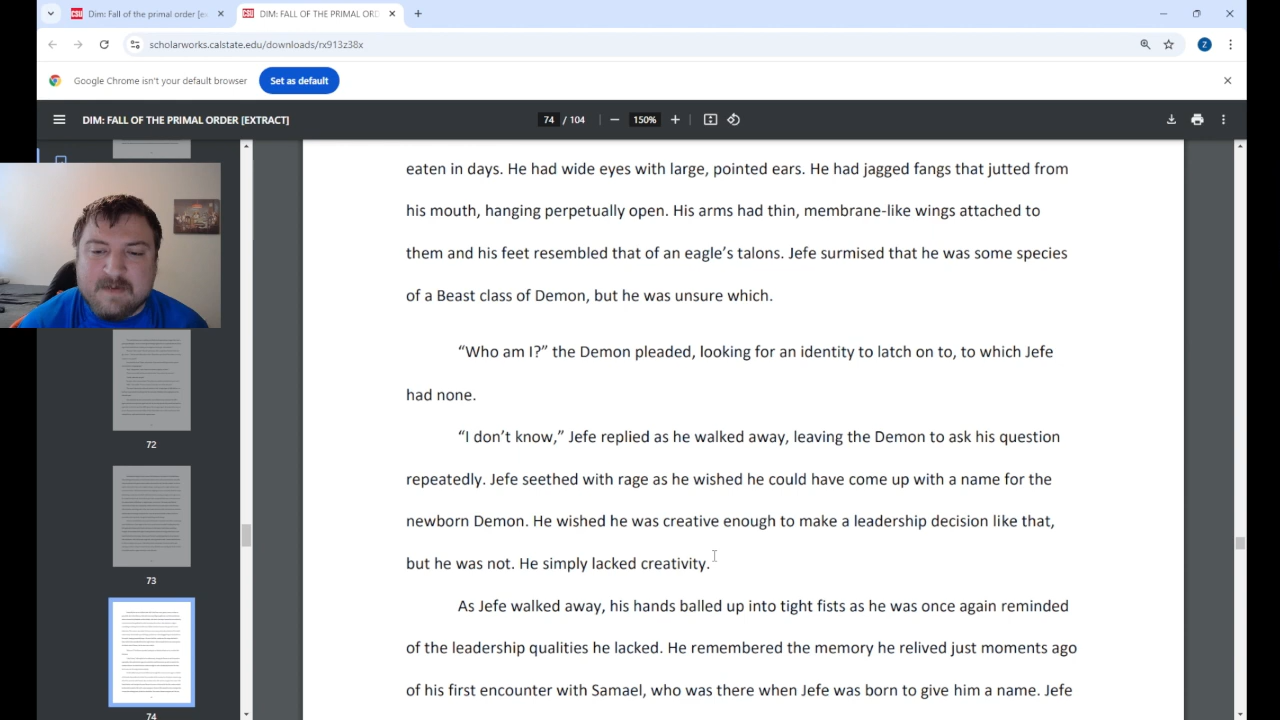 Dim: Fall of the primal order [ex
DIM: FALL OF THE PRIMAL ORD
scholarworks.calstate.edu/downloads/rx913z38x
Z
Google Chrome isn't your default browser
Set as default
DIM: FALL OF THE PRIMAL ORDER [EXTRACT]
74 / 104
150%
eaten in days. He had wide eyes with large, pointed ears. He had jagged fangs that jutted from
his mouth, hanging perpetually open. His arms had thin, membrane-like wings attached to
them and his feet resembled that of an eagle’s talons. Jefe surmised that he was some species
of a Beast class of Demon, but he was unsure which.
“Who am I?” the Demon pleaded, looking for an identity to latch on to, to which Jefe
had none.
“I don’t know,” Jefe replied as he walked away, leaving the Demon to ask his question
repeatedly. Jefe seethed with rage as he wished he could have come up with a name for the
newborn Demon. He wished he was creative enough to make a leadership decision like that,
but he was not. He simply lacked creativity.
As Jefe walked away, his hands balled up into tight fists as he was once again reminded
of the leadership qualities he lacked. He remembered the memory he relived just moments ago
of his first encounter with Samael, who was there when Jefe was born to give him a name. Jefe
72
73
74